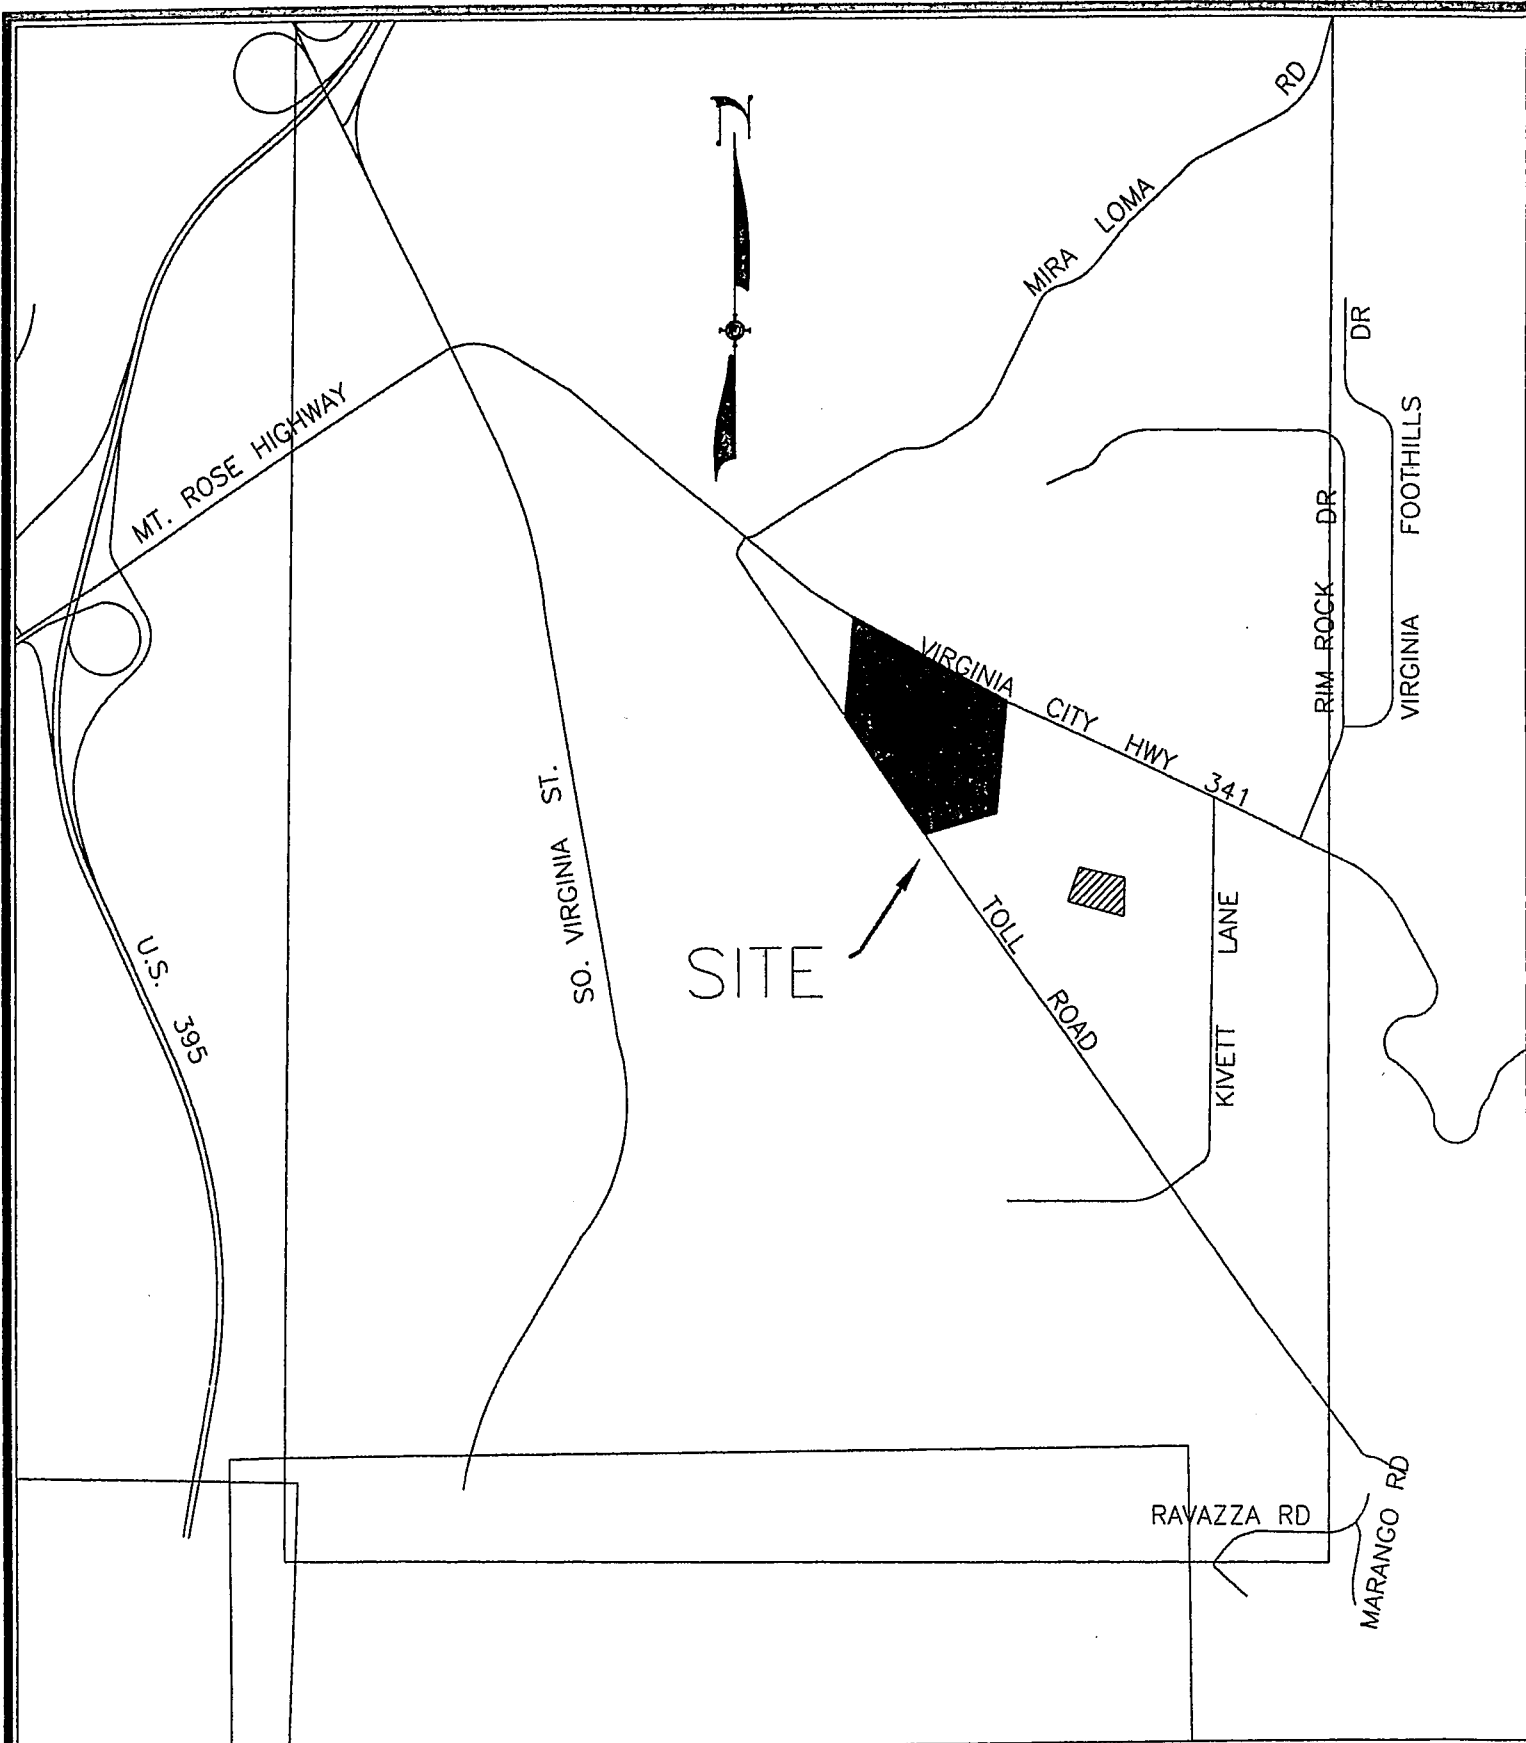 N
MIRA LOMA RD
MT. ROSE HIGHWAY
DR
VIRGINIA FOOTHILLS
RIM ROCK DR
VIRGINIA CITY HWY 341
SO. VIRGINIA ST.
SITE
TOLL ROAD
KIVETT LANE
U.S. 395
RAVAZZA RD
MARANGO RD